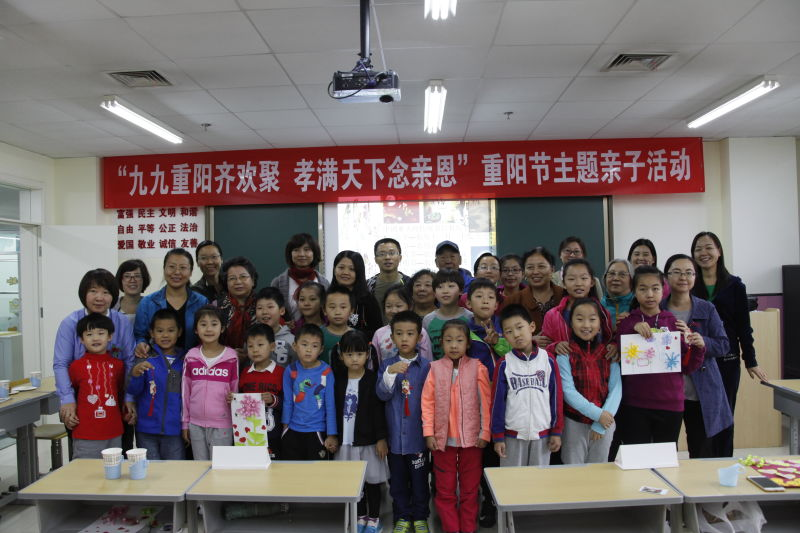 “九九重阳齐欢聚 孝满天下念亲恩”重阳节主题亲子活动
富强 民主 文明 和谐
自由 平等 公正 法治
爱国 敬业 诚信 友善
adidas
BASEBALL